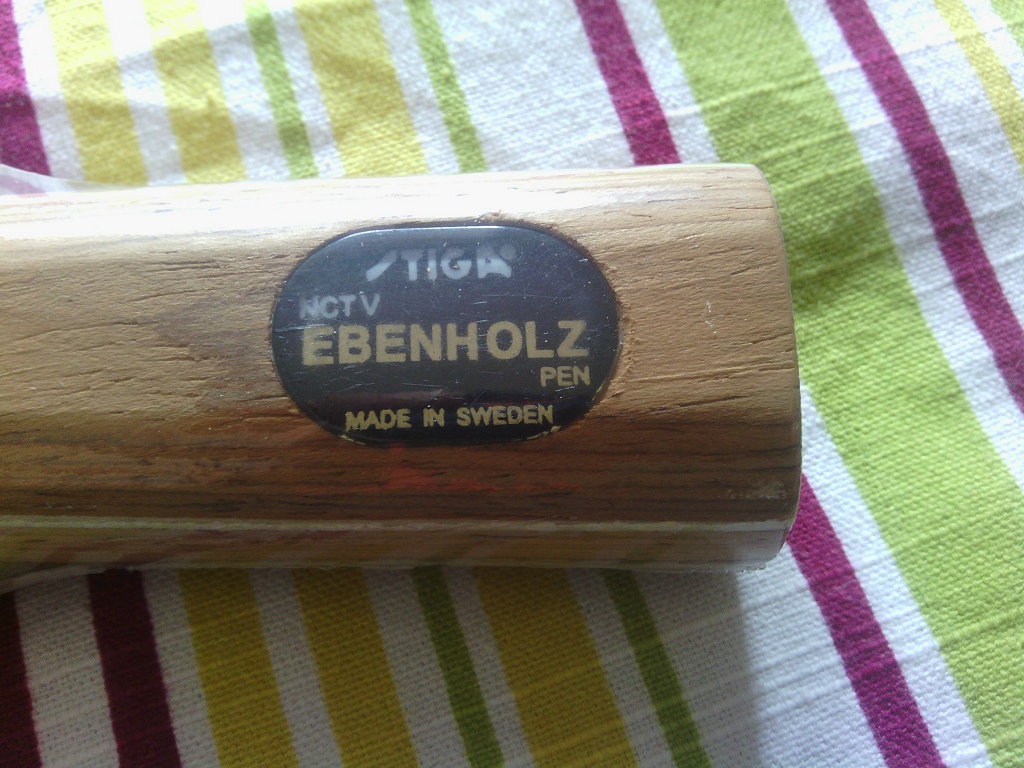 STIGA
NCT V
EBENHOLZ
PEN
MADE IN SWEDEN